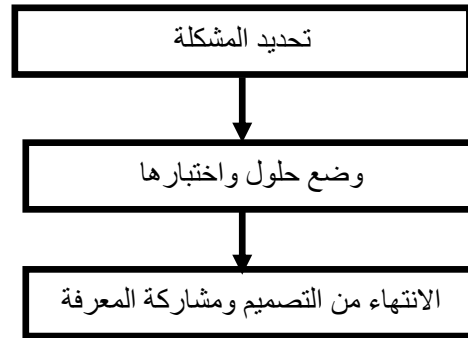 تحديد المشكلة
وضع حلول واختبارها
الانتهاء من التصميم ومشاركة المعرفة